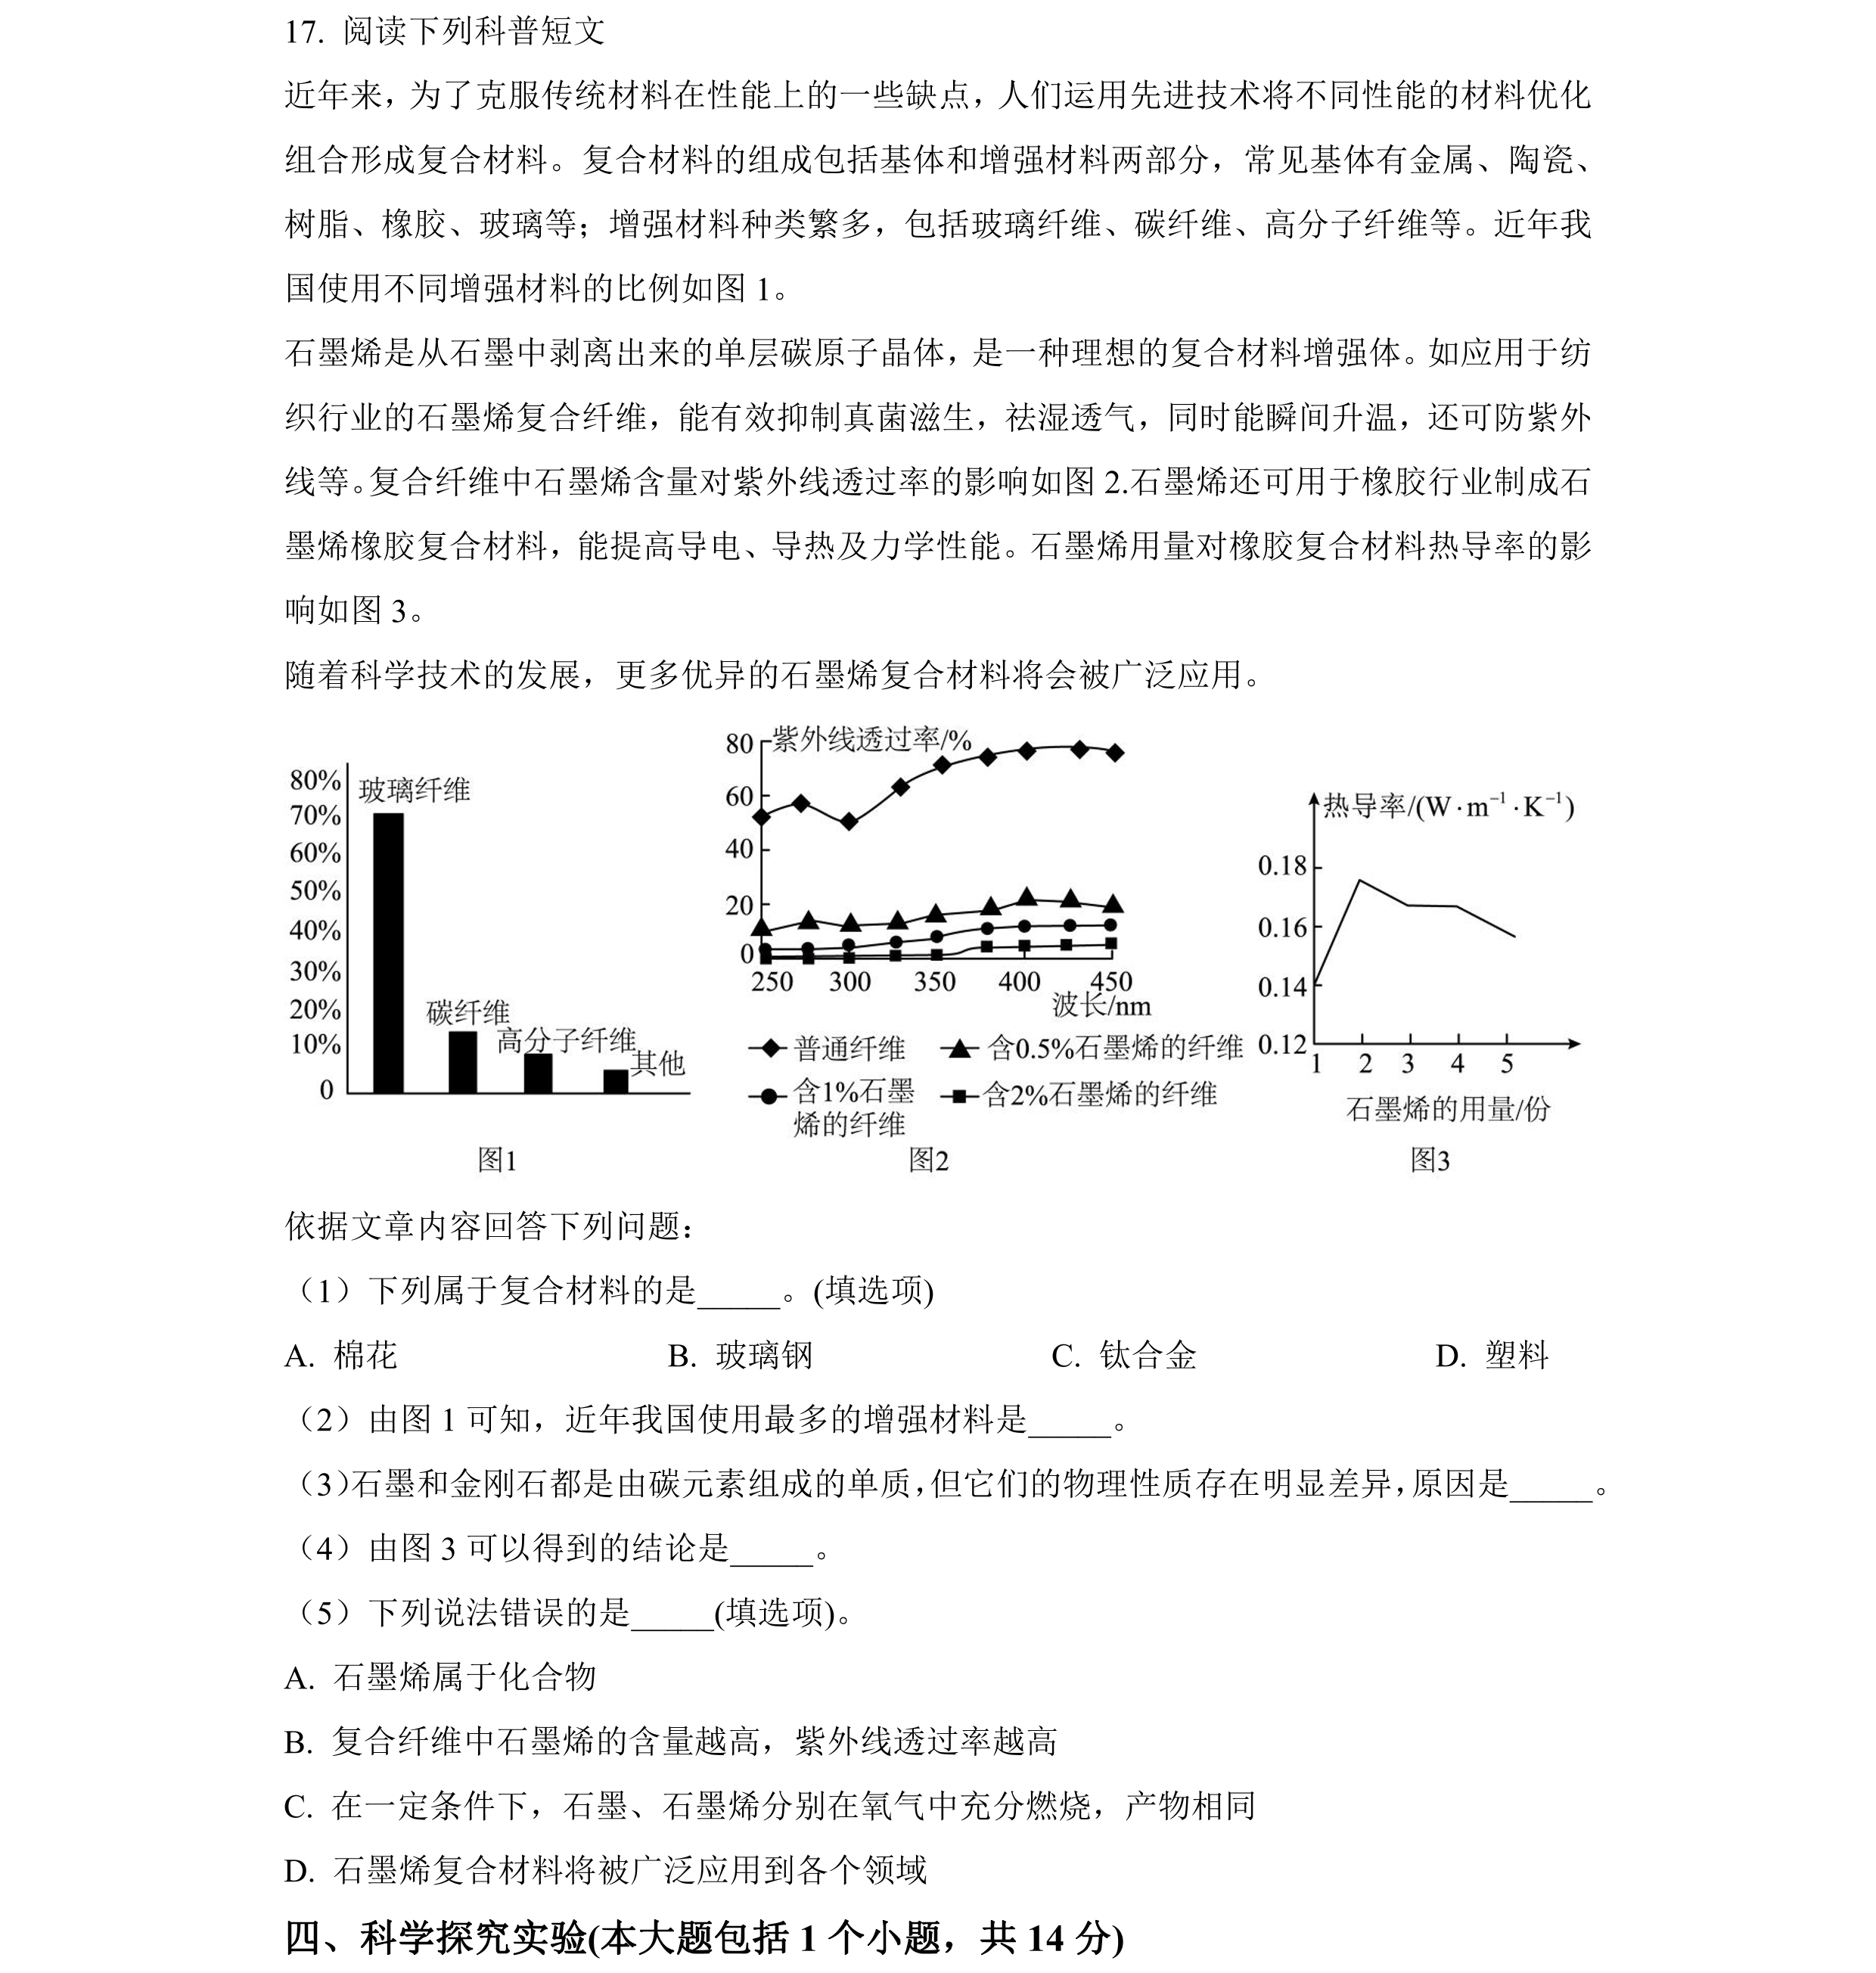 17. 阅读下列科普短文
近年来，为了克服传统材料在性能上的一些缺点，人们运用先进技术将不同性能的材料优化
组合形成复合材料。复合材料的组成包括基体和增强材料两部分，常见基体有金属、陶瓷、
树脂、橡胶、玻璃等；增强材料种类繁多，包括玻璃纤维、碳纤维、高分子纤维等。近年我
国使用不同增强材料的比例如图 1。
石墨烯是从石墨中剥离出来的单层碳原子晶体，是一种理想的复合材料增强体。如应用于纺
织行业的石墨烯复合纤维，能有效抑制真菌滋生，祛湿透气，同时能瞬间升温，还可防紫外
线等。复合纤维中石墨烯含量对紫外线透过率的影响如图 2.石墨烯还可用于橡胶行业制成石
墨烯橡胶复合材料，能提高导电、导热及力学性能。石墨烯用量对橡胶复合材料热导率的影
响如图 3。
随着科学技术的发展，更多优异的石墨烯复合材料将会被广泛应用。
80%
70%
60%
50%
40%
30%
20%
10%
0
玻璃纤维
碳纤维
高分子纤维
其他
图1
紫外线透过率/%
80
60
40
20
0
250 300 350 400 450
波长/nm
普通纤维 含0.5%石墨烯的纤维
含1%石墨
烯的纤维
含2%石墨烯的纤维
图2
热导率/(W·m⁻¹·K⁻¹)
0.18
0.16
0.14
0.12
1 2 3 4 5
石墨烯的用量/份
图3
依据文章内容回答下列问题：
（1）下列属于复合材料的是_____。(填选项)
A. 棉花 B. 玻璃钢 C. 钛合金 D. 塑料
（2）由图 1 可知，近年我国使用最多的增强材料是_____。
（3）石墨和金刚石都是由碳元素组成的单质，但它们的物理性质存在明显差异，原因是_____。
（4）由图 3 可以得到的结论是_____。
（5）下列说法错误的是_____(填选项)。
A. 石墨烯属于化合物
B. 复合纤维中石墨烯的含量越高，紫外线透过率越高
C. 在一定条件下，石墨、石墨烯分别在氧气中充分燃烧，产物相同
D. 石墨烯复合材料将被广泛应用到各个领域
四、科学探究实验(本大题包括 1 个小题，共 14 分)